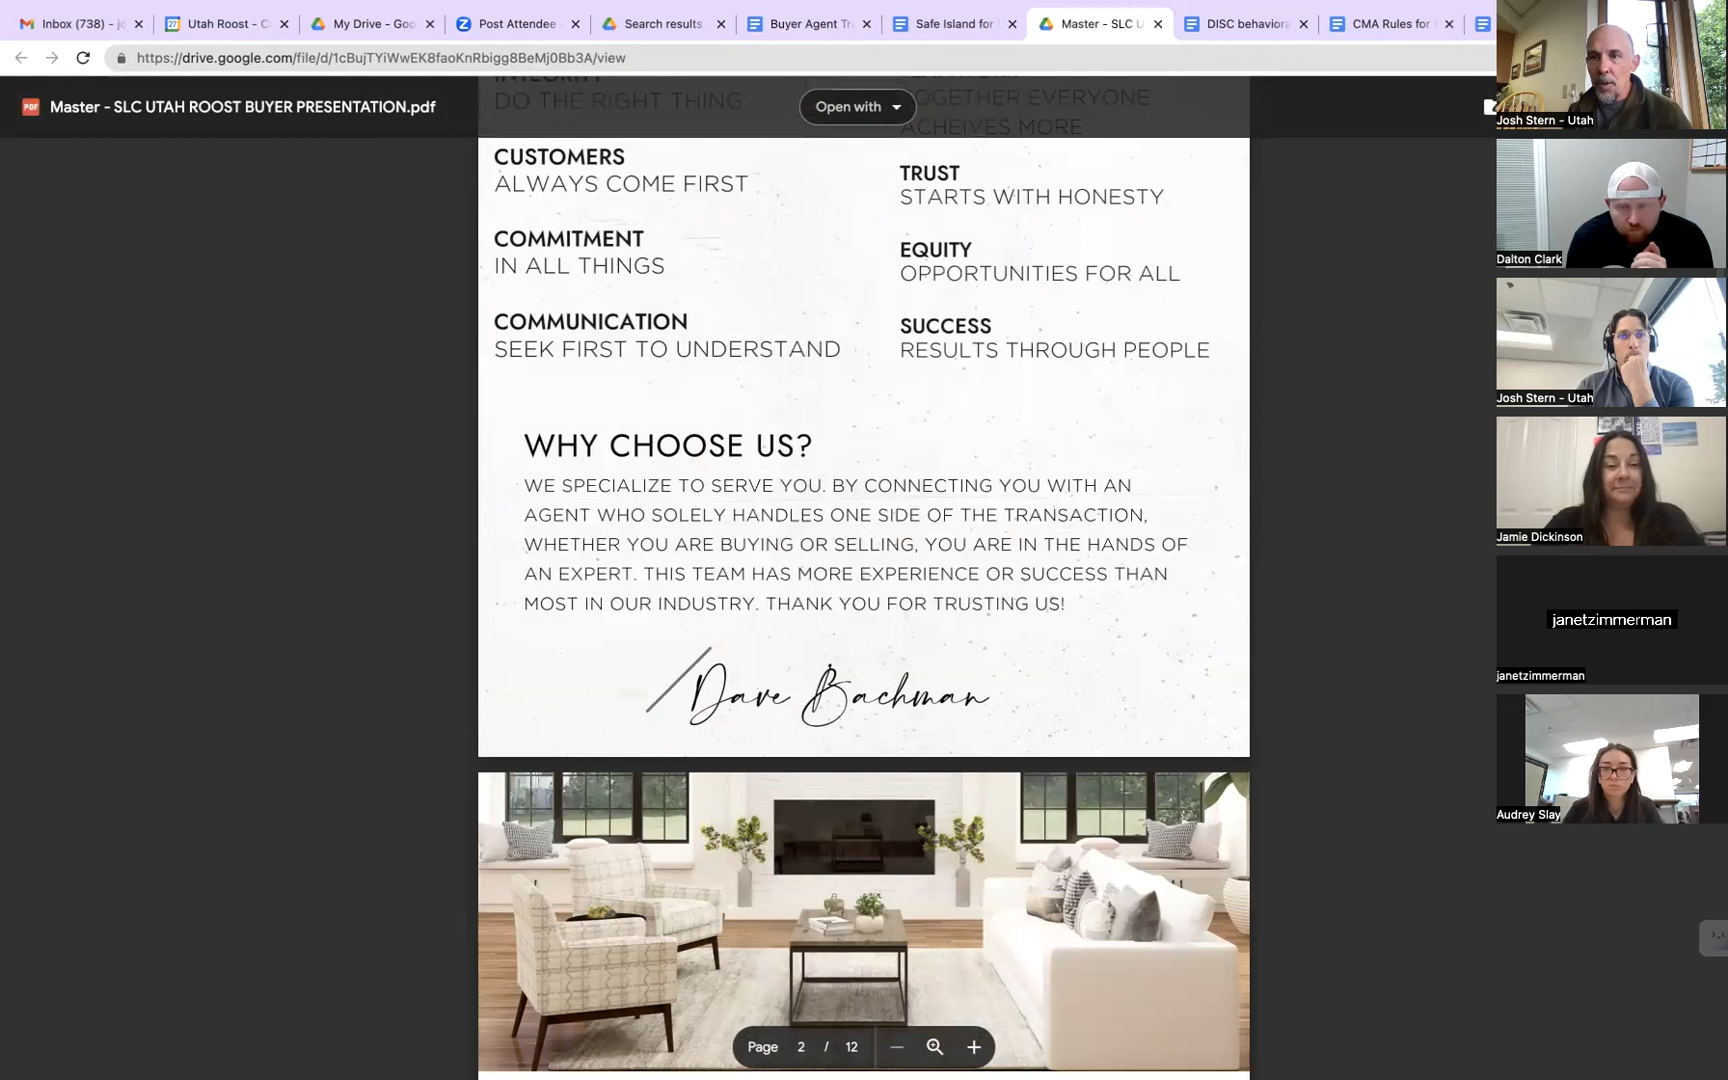 Inbox (738) - jo
Utah Roost - C
My Drive - Goo
Post Attendee -
Search results
Buyer Agent Tr
Safe Island for
Master - SLC U
DISC behaviora
CMA Rules for
https://drive.google.com/file/d/1cBujTYiWwEK8faoKnRbigg8BeMj0Bb3A/view
Master - SLC UTAH ROOST BUYER PRESENTATION.pdf
Open with
INTEGRITY
DO THE RIGHT THING
TOGETHER EVERYONE
ACHEIVES MORE
CUSTOMERS
ALWAYS COME FIRST
TRUST
STARTS WITH HONESTY
COMMITMENT
IN ALL THINGS
EQUITY
OPPORTUNITIES FOR ALL
COMMUNICATION
SEEK FIRST TO UNDERSTAND
SUCCESS
RESULTS THROUGH PEOPLE
WHY CHOOSE US?
WE SPECIALIZE TO SERVE YOU. BY CONNECTING YOU WITH AN
AGENT WHO SOLELY HANDLES ONE SIDE OF THE TRANSACTION,
WHETHER YOU ARE BUYING OR SELLING, YOU ARE IN THE HANDS OF
AN EXPERT. THIS TEAM HAS MORE EXPERIENCE OR SUCCESS THAN
MOST IN OUR INDUSTRY. THANK YOU FOR TRUSTING US!
Dave Bachman
Page 2 / 12
Josh Stern - Utah
Dalton Clark
Josh Stern - Utah
Jamie Dickinson
janetzimmerman
janetzimmerman
Audrey Slay